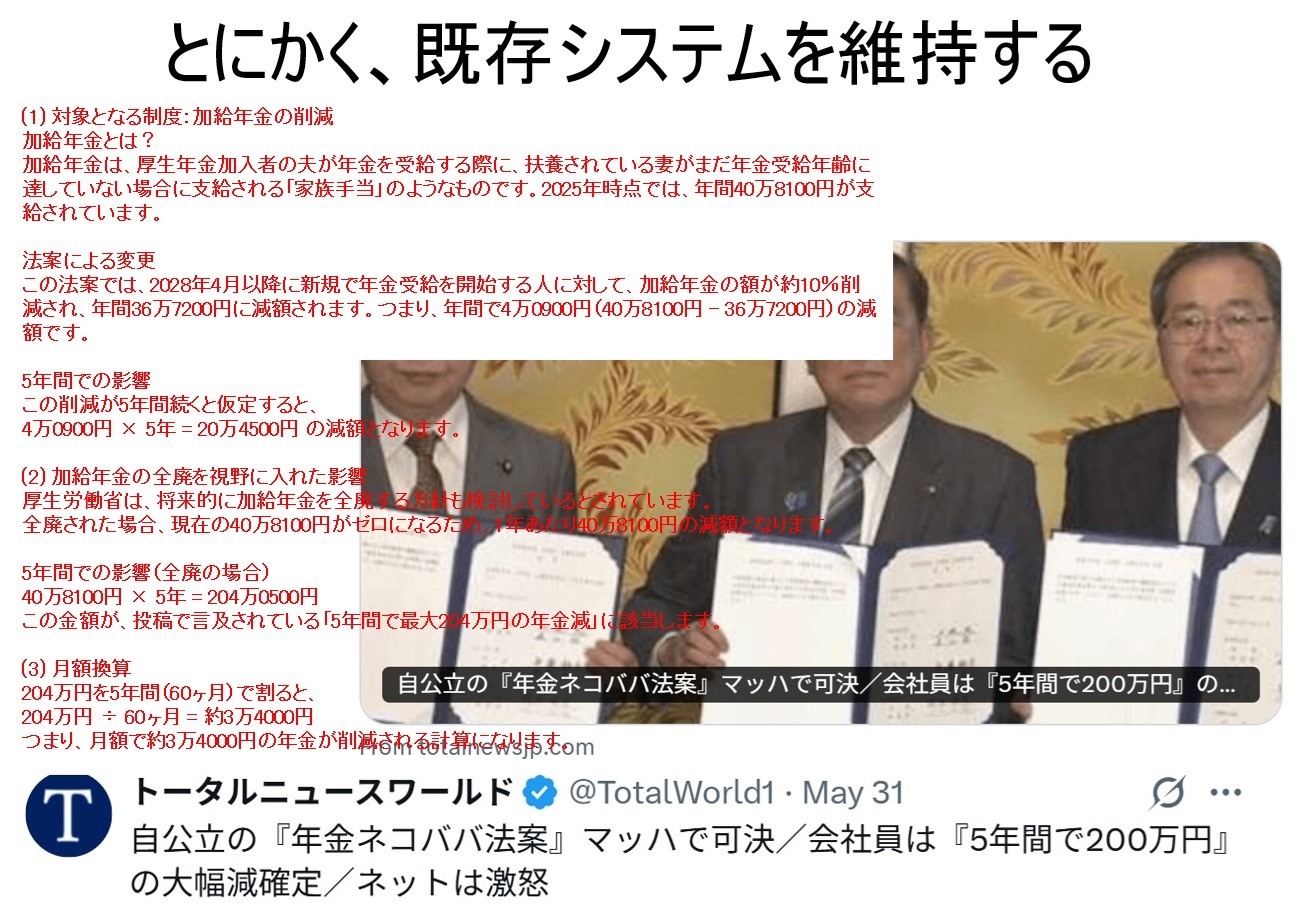 とにかく、既存システムを維持する
(1) 対象となる制度：加給年金の削減
加給年金とは？
加給年金は、厚生年金加入者の夫が年金を受給する際に、扶養されている妻がまだ年金受給年齢に
達していない場合に支給される「家族手当」のようなものです。2025年時点では、年間40万8100円が支
給されています。
法案による変更
この法案では、2028年4月以降に新規で年金受給を開始する人に対して、加給年金の額が約10％削
減され、年間36万7200円に減額されます。つまり、年間で4万0900円（40万8100円 − 36万7200円）の減
額です。
5年間での影響
この削減が5年間続くと仮定すると、
4万0900円 × 5年 = 20万4500円 の減額となります。
(2) 加給年金の全廃を視野に入れた影響
厚生労働省は、将来的に加給年金を全廃する方針も検討しているとされています。
全廃された場合、現在の40万8100円がゼロになるため、1年あたり40万8100円の減額となります。
5年間での影響（全廃の場合）
40万8100円 × 5年 = 204万0500円
この金額が、投稿で言及されている「5年間で最大204万円の年金減」に該当します。
(3) 月額換算
204万円を5年間（60ヶ月）で割ると、
204万円 ÷ 60ヶ月 = 約3万4000円
つまり、月額で約3万4000円の年金が削減される計算になります。
自公立の『年金ネコババ法案』マッハで可決／会社員は『5年間で200万円』の...
From totalnewsjp.com
トータルニュースワールド @TotalWorld1 · May 31
自公立の『年金ネコババ法案』マッハで可決／会社員は『5年間で200万円』
の大幅減確定／ネットは激怒